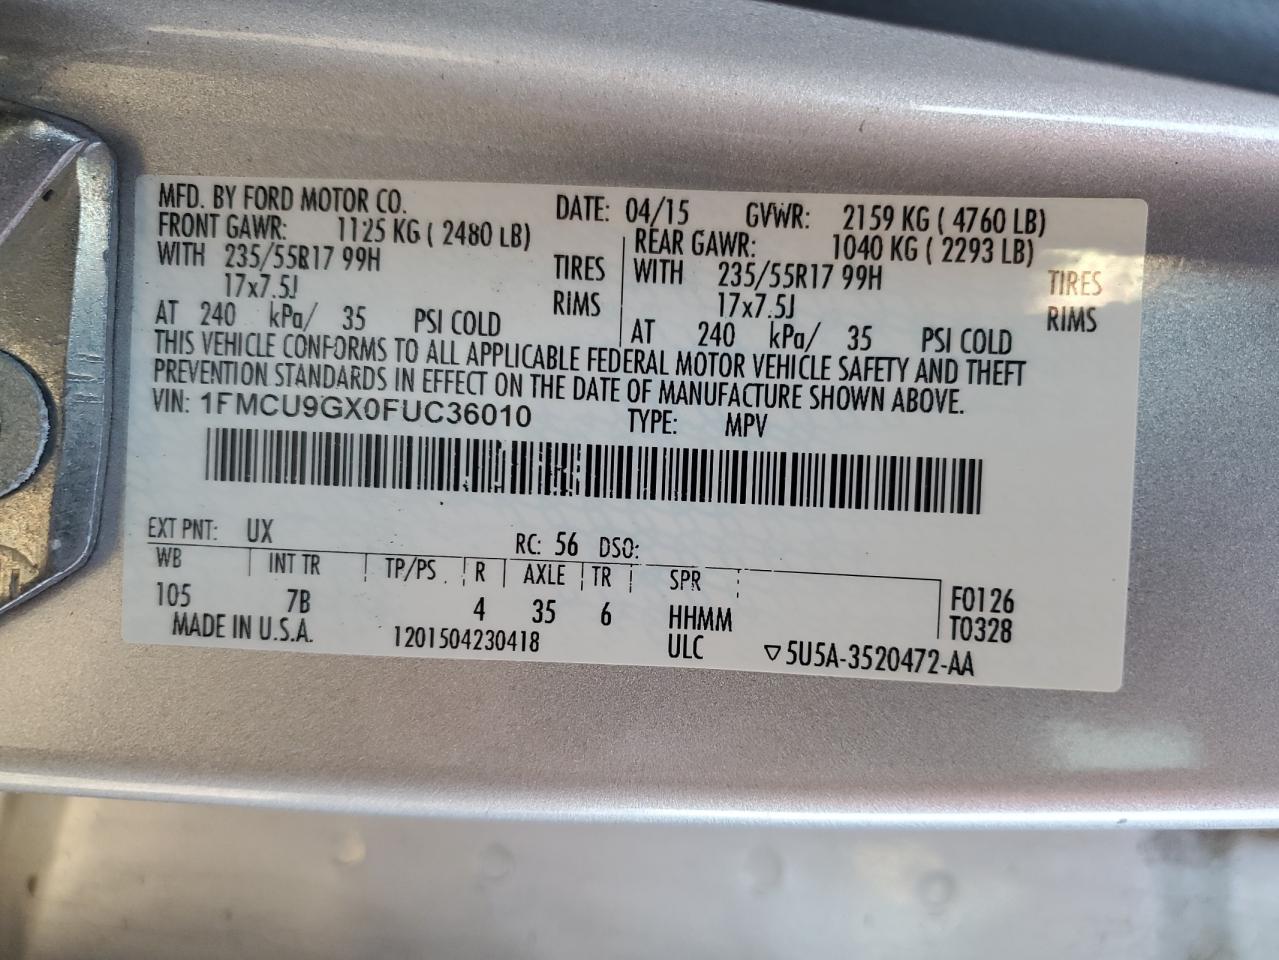 MFD. BY FORD MOTOR CO. DATE: 04/15 GVWR: 2159 KG ( 4760 LB)
FRONT GAWR: 1125 KG ( 2480 LB) REAR GAWR: 1040 KG ( 2293 LB)
WITH 235/55R17 99H TIRES WITH 235/55R17 99H TIRES
17x7.5J RIMS 17x7.5J RIMS
AT 240 kPa/ 35 PSI COLD AT 240 kPa/ 35 PSI COLD
THIS VEHICLE CONFORMS TO ALL APPLICABLE FEDERAL MOTOR VEHICLE SAFETY AND THEFT
PREVENTION STANDARDS IN EFFECT ON THE DATE OF MANUFACTURE SHOWN ABOVE.
VIN: 1FMCU9GX0FUC36010 TYPE: MPV
EXT PNT: UX RC: 56 DSO:
WB INT TR TP/PS R AXLE TR SPR F0126
105 7B 4 35 6 HHMM T0328
MADE IN U.S.A. 1201504230418 ULC ▽5U5A-3520472-AA